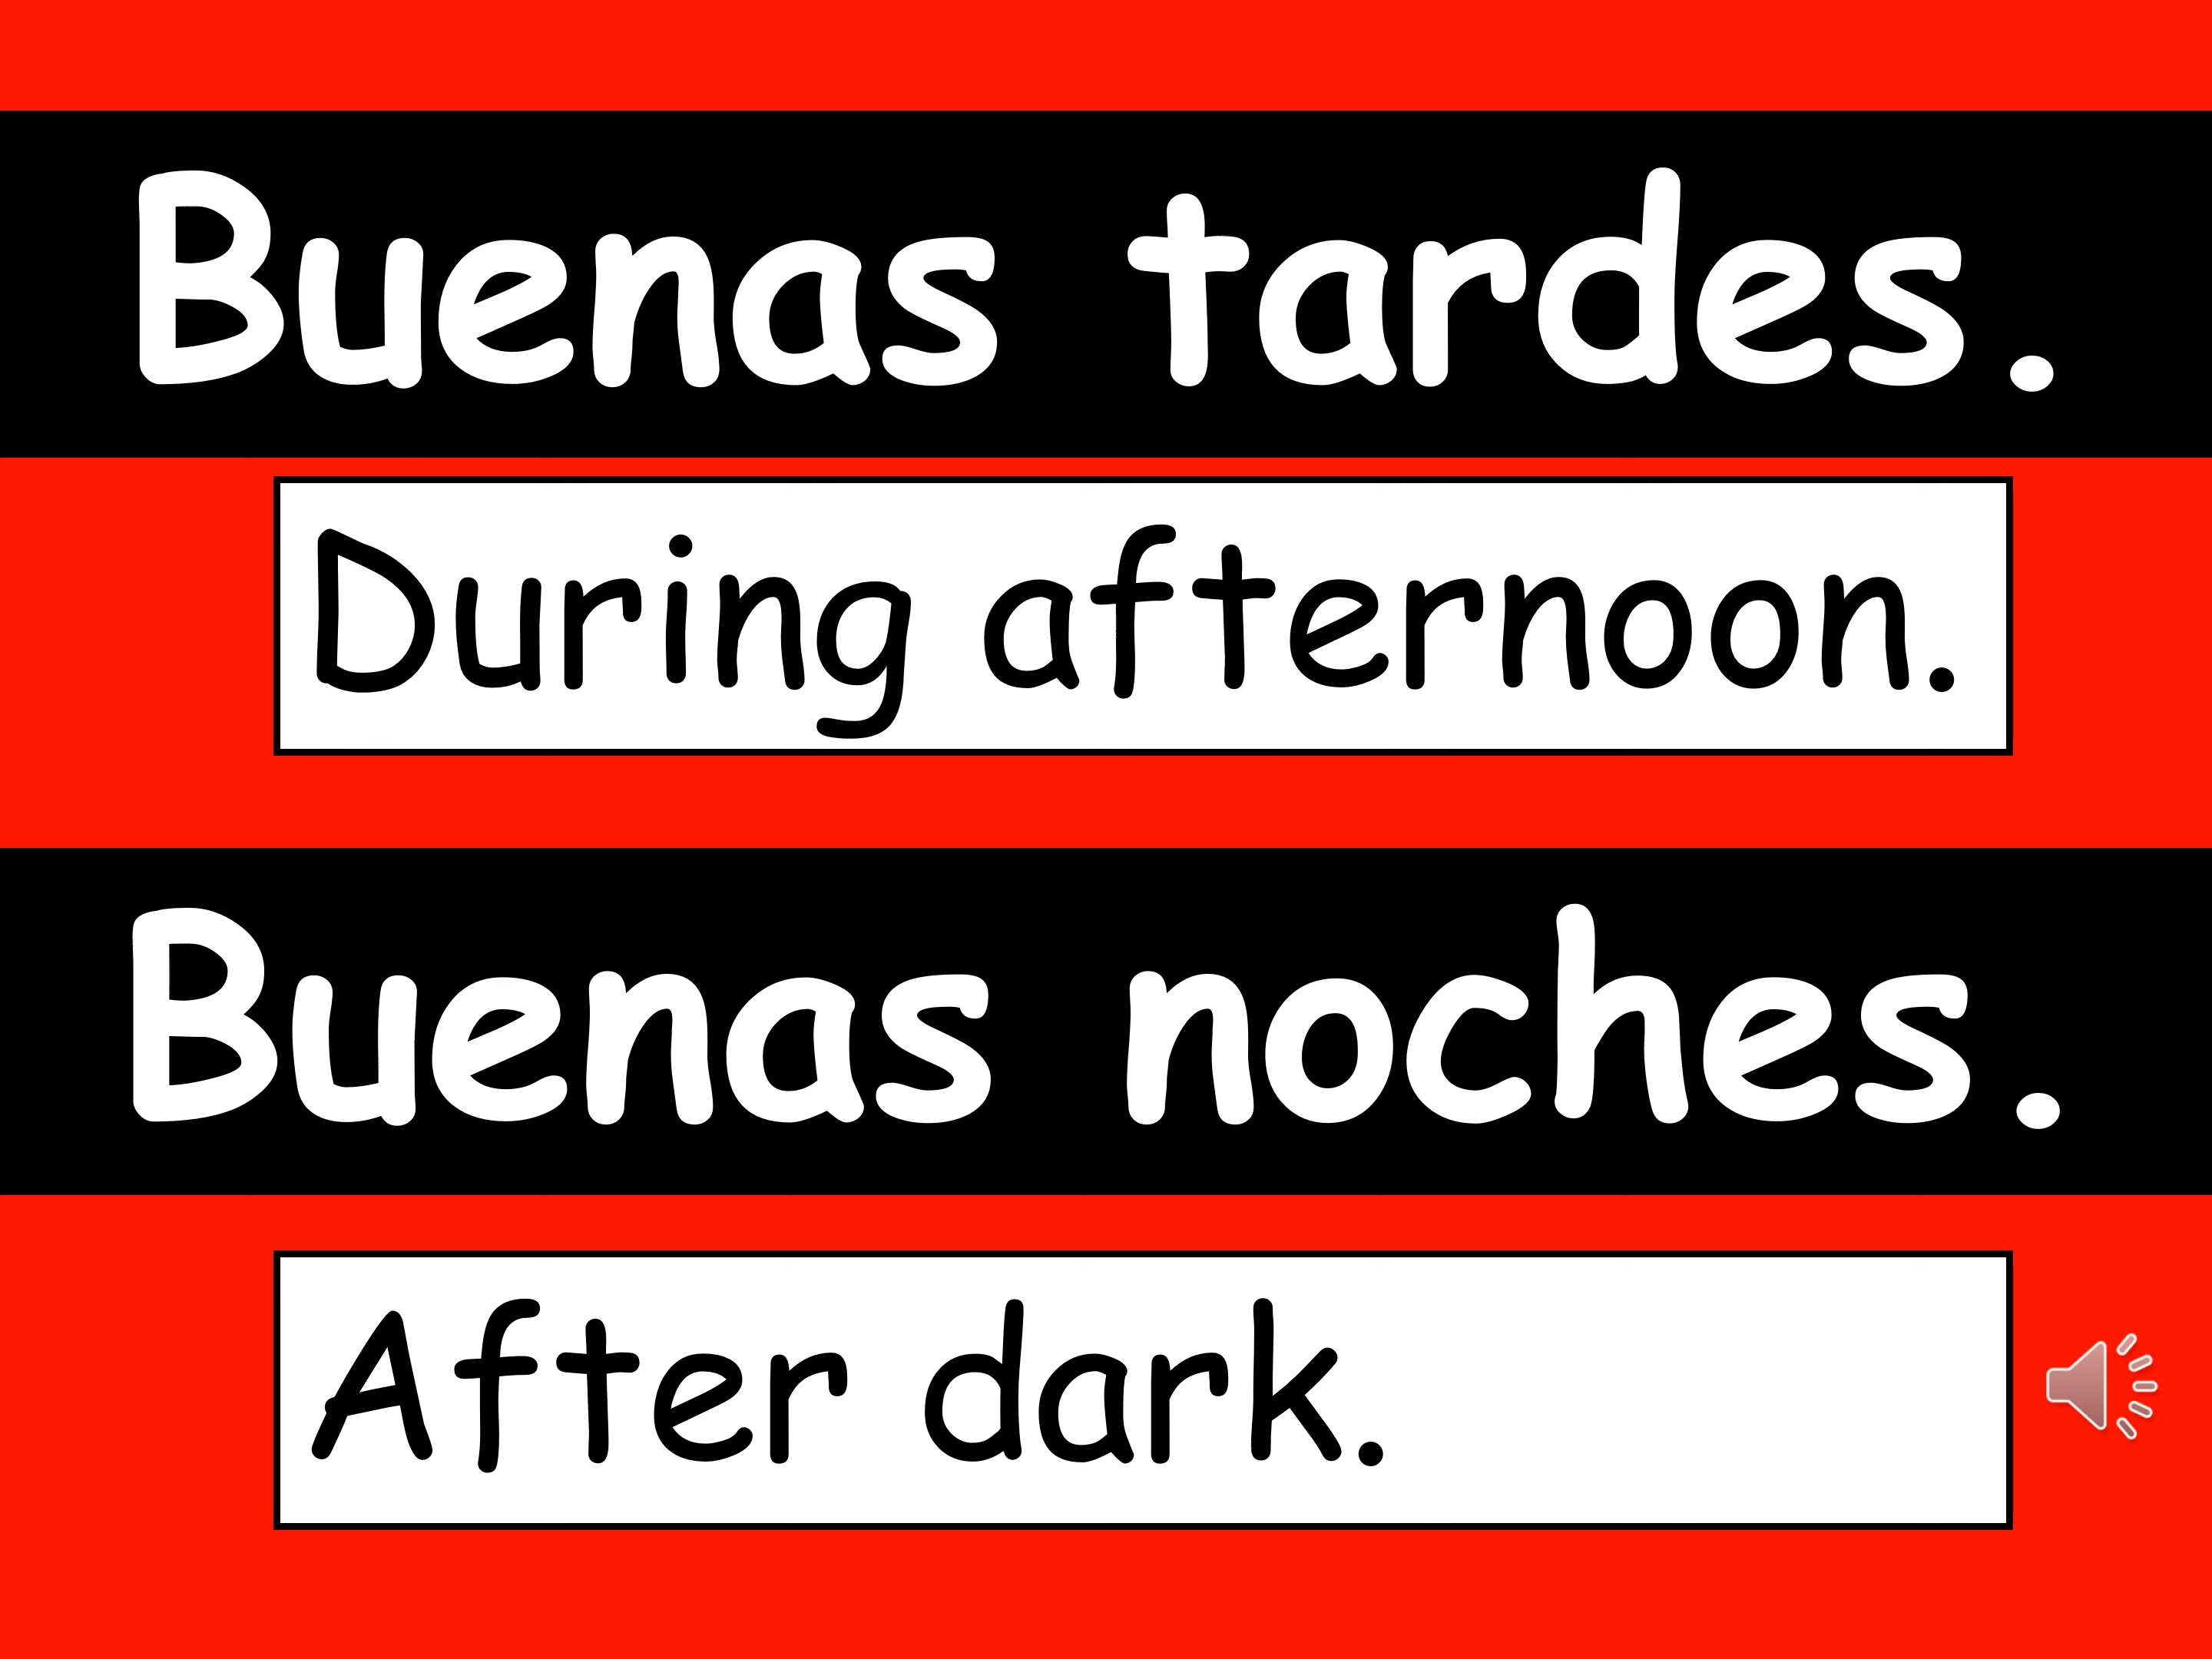 Buenas tardes.
During afternoon.
Buenas noches.
After dark.